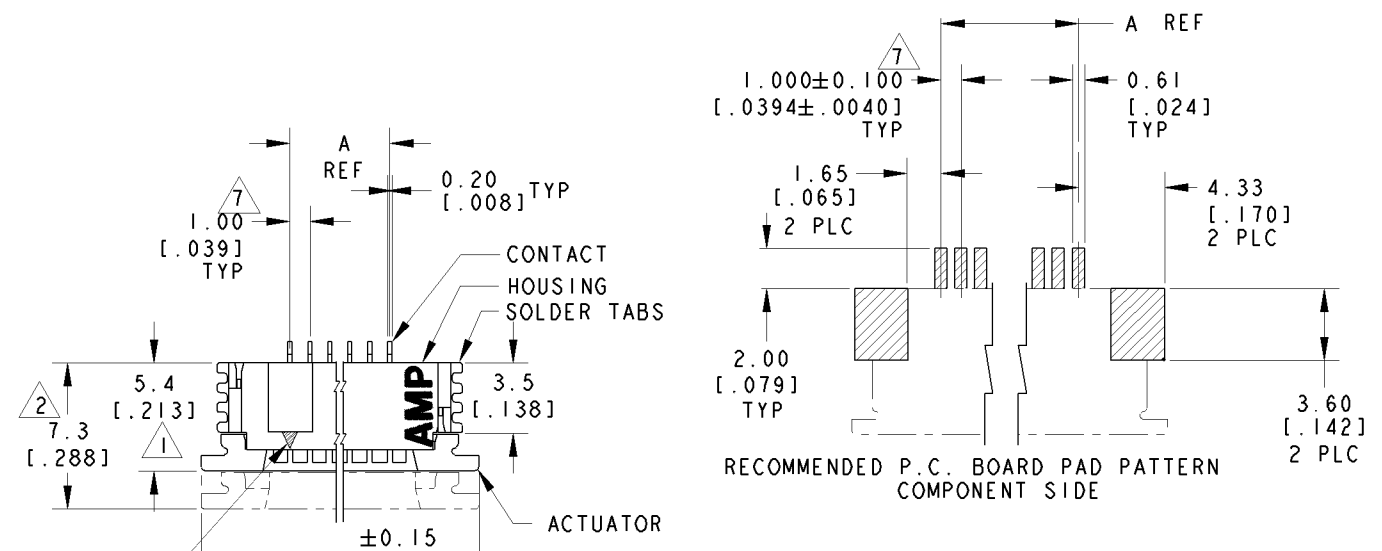 A REF
7
1.000±0.100
[.0394±.0040]
TYP
0.61
[.024]
TYP
1.65
[.065]
2 PLC
4.33
[.170]
2 PLC
2.00
[.079]
TYP
3.60
[.142]
2 PLC
RECOMMENDED P.C. BOARD PAD PATTERN
COMPONENT SIDE
A
REF
0.20
[.008] TYP
7
1.00
[.039]
TYP
CONTACT
HOUSING
SOLDER TABS
5.4
[.213]
3.5
[.138]
2
7.3
[.288]
1
AMP
ACTUATOR
±0.15